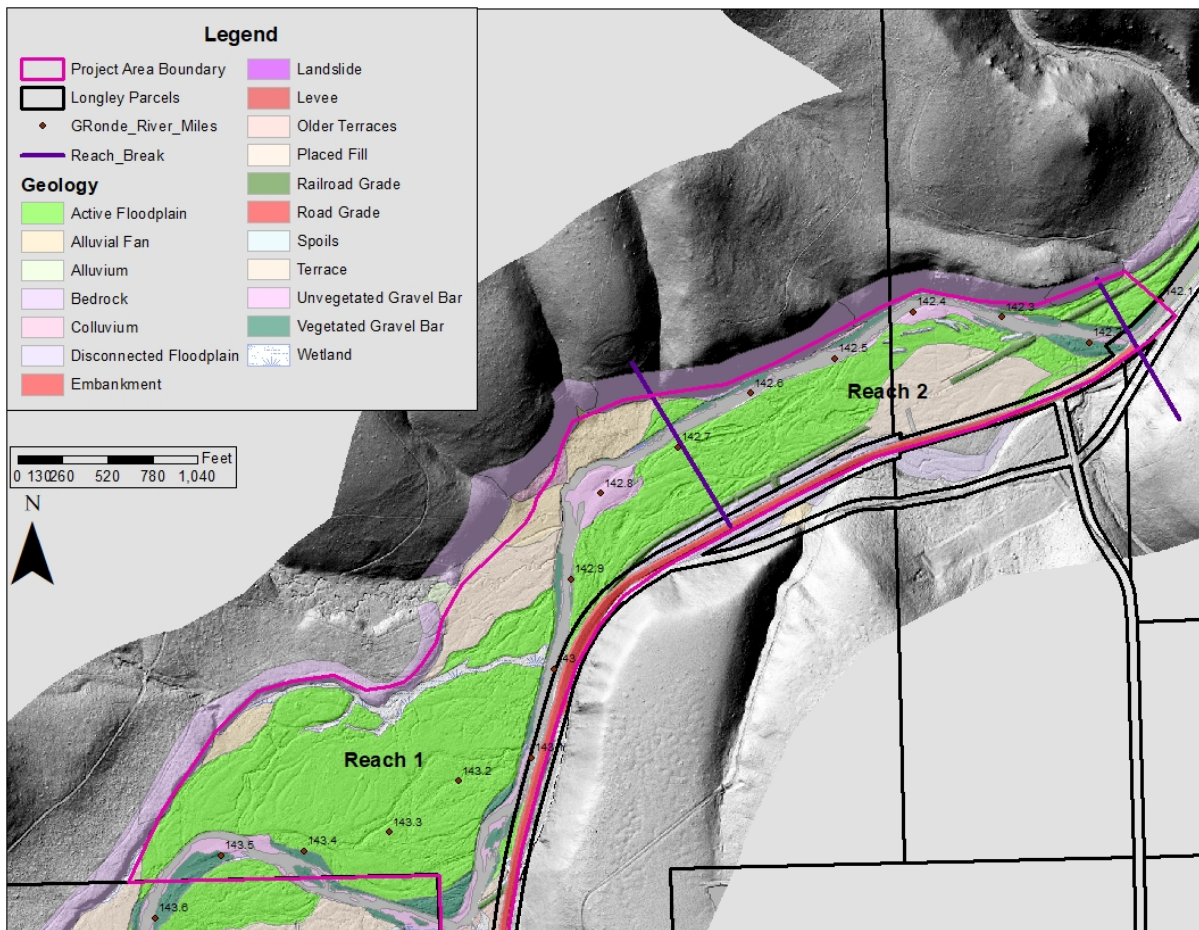 Legend
Project Area Boundary
Longley Parcels
GRonde_River_Miles
Reach_Break
Geology
Active Floodplain
Alluvial Fan
Alluvium
Bedrock
Colluvium
Disconnected Floodplain
Embankment
Landslide
Levee
Older Terraces
Placed Fill
Railroad Grade
Road Grade
Spoils
Terrace
Unvegetated Gravel Bar
Vegetated Gravel Bar
Wetland
Feet
0 130 260 520 780 1,040
N
142.1
142.4
142.3
142
142.5
142.6
Reach 2
142.7
142.8
142.9
143.2
Reach 1
143.3
143.4
143.5
143.6